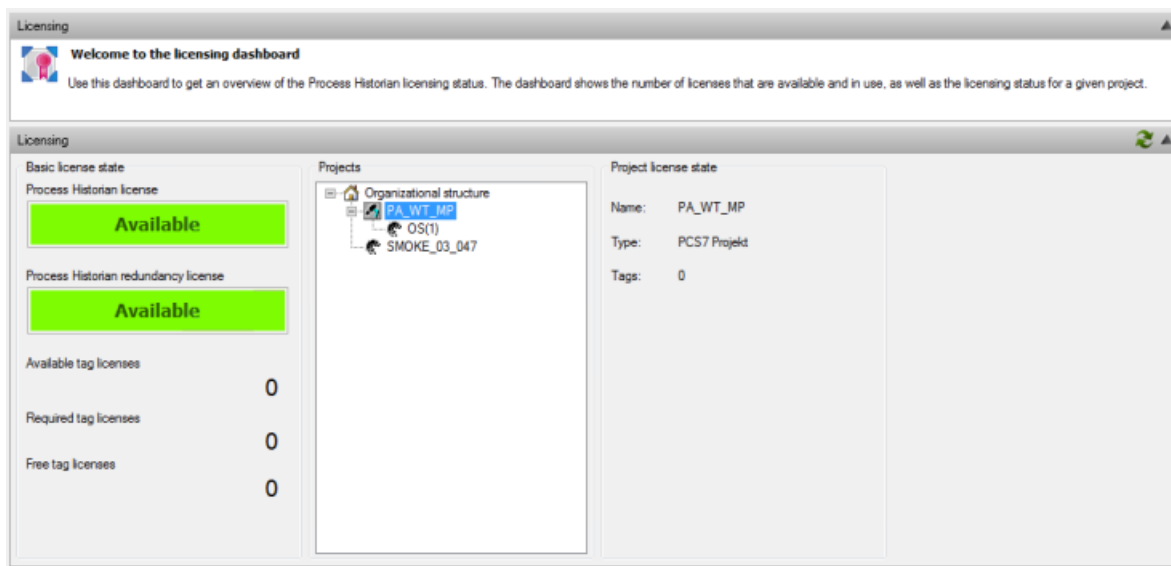 Licensing
Welcome to the licensing dashboard
Use this dashboard to get an overview of the Process Historian licensing status. The dashboard shows the number of licenses that are available and in use, as well as the licensing status for a given project.
Licensing
Basic license state
Process Historian license
Available
Process Historian redundancy license
Available
Available tag licenses
0
Required tag licenses
0
Free tag licenses
0
Projects
Organizational structure
PA_WT_MP
OS(1)
SMOKE_03_047
Project license state
Name: PA_WT_MP
Type: PCS7 Projekt
Tags: 0